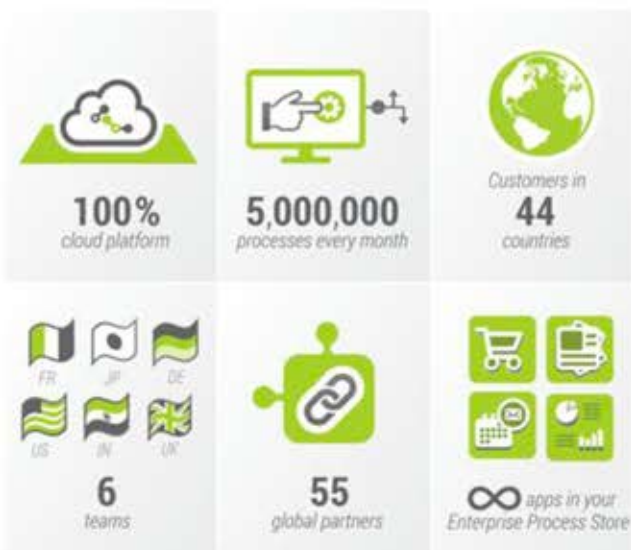 100%
cloud platform
5,000,000
processes every month
Customers in
44
countries
FR
JP
DE
US
IN
UK
6
teams
55
global partners
∞ apps in your
Enterprise Process Store